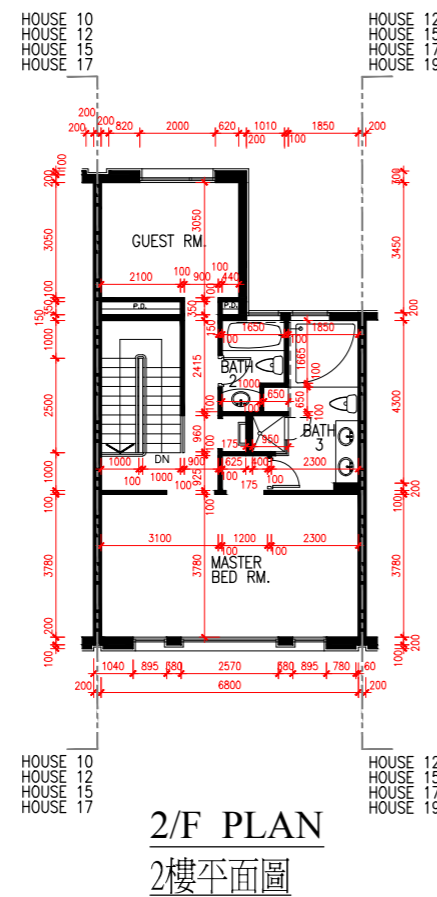 HOUSE 10
HOUSE 12
HOUSE 15
HOUSE 17
HOUSE 12
HOUSE 15
HOUSE 17
HOUSE 19
200
200 200 820 2000 620 1010 1850 200
200 100
GUEST RM.
3050
3050
3450
2100 100 900 100 440
P.D.
P.D.
350
150
1000
2500
1000
1650
1850
100
100
BATH
2
1000
650
1665
2415
4300
BATH
3
650
960
175
950
DN
1000
1000
900
625
400
2300
925
100
175
3100
1200
2300
100
100
3780
3780
3780
MASTER
BED RM.
200
100
1040 895 680 2570 680 895 780 60
200 6800 200
HOUSE 10
HOUSE 12
HOUSE 15
HOUSE 17
HOUSE 12
HOUSE 15
HOUSE 17
HOUSE 19
2/F PLAN
2樓平面圖